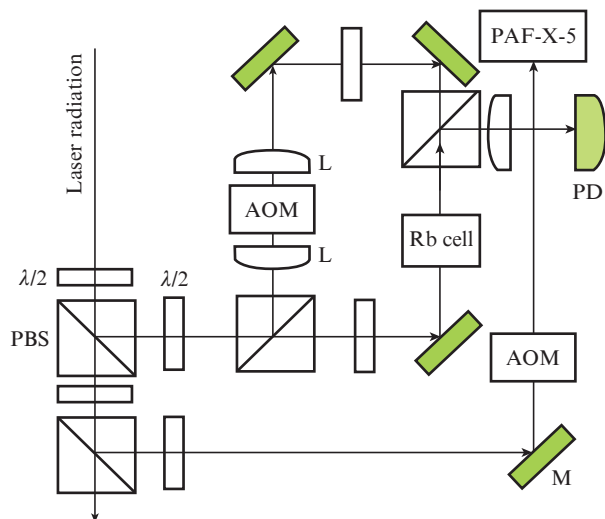 PAF-X-5
Laser radiation
L
PD
AOM
Rb cell
L
λ/2
λ/2
PBS
AOM
M